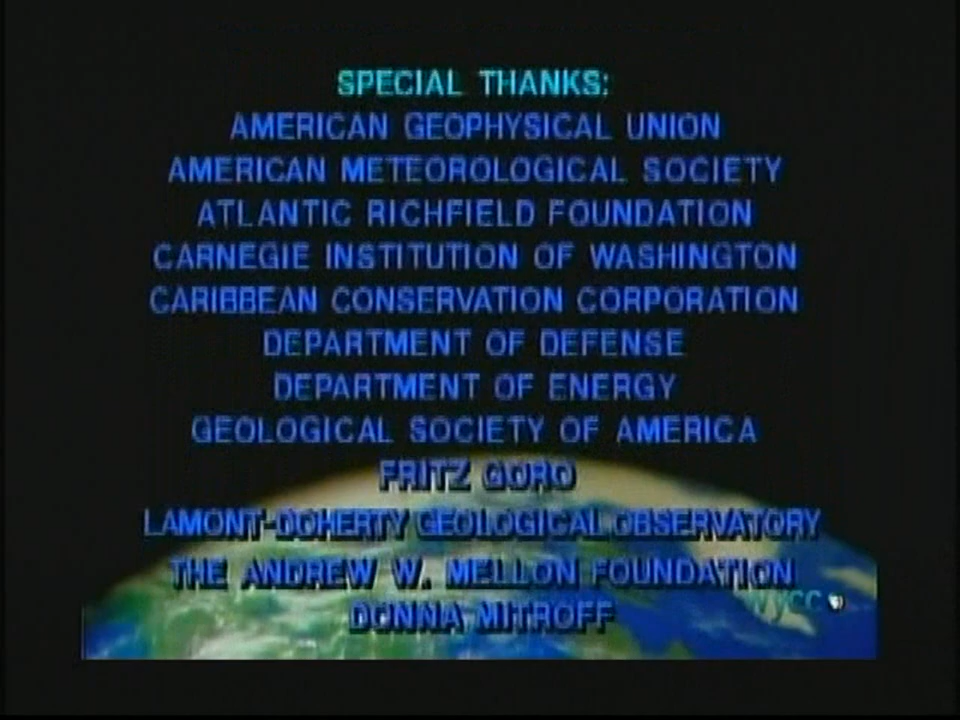 SPECIAL THANKS:
AMERICAN GEOPHYSICAL UNION
AMERICAN METEOROLOGICAL SOCIETY
ATLANTIC RICHFIELD FOUNDATION
CARNEGIE INSTITUTION OF WASHINGTON
CARIBBEAN CONSERVATION CORPORATION
DEPARTMENT OF DEFENSE
DEPARTMENT OF ENERGY
GEOLOGICAL SOCIETY OF AMERICA
FRITZ GORO
LAMONT-DOHERTY GEOLOGICAL OBSERVATORY
THE ANDREW W. MELLON FOUNDATION
WYCC
DONNA MITROFF